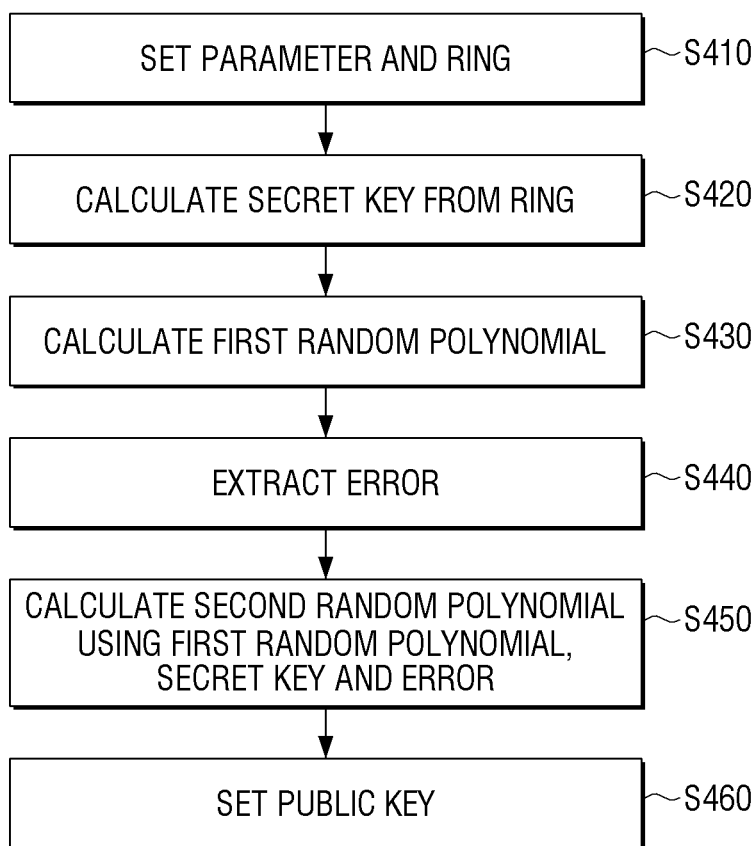 SET PARAMETER AND RING
S410
CALCULATE SECRET KEY FROM RING
S420
CALCULATE FIRST RANDOM POLYNOMIAL
S430
EXTRACT ERROR
S440
CALCULATE SECOND RANDOM POLYNOMIAL
USING FIRST RANDOM POLYNOMIAL,
SECRET KEY AND ERROR
S450
SET PUBLIC KEY
S460